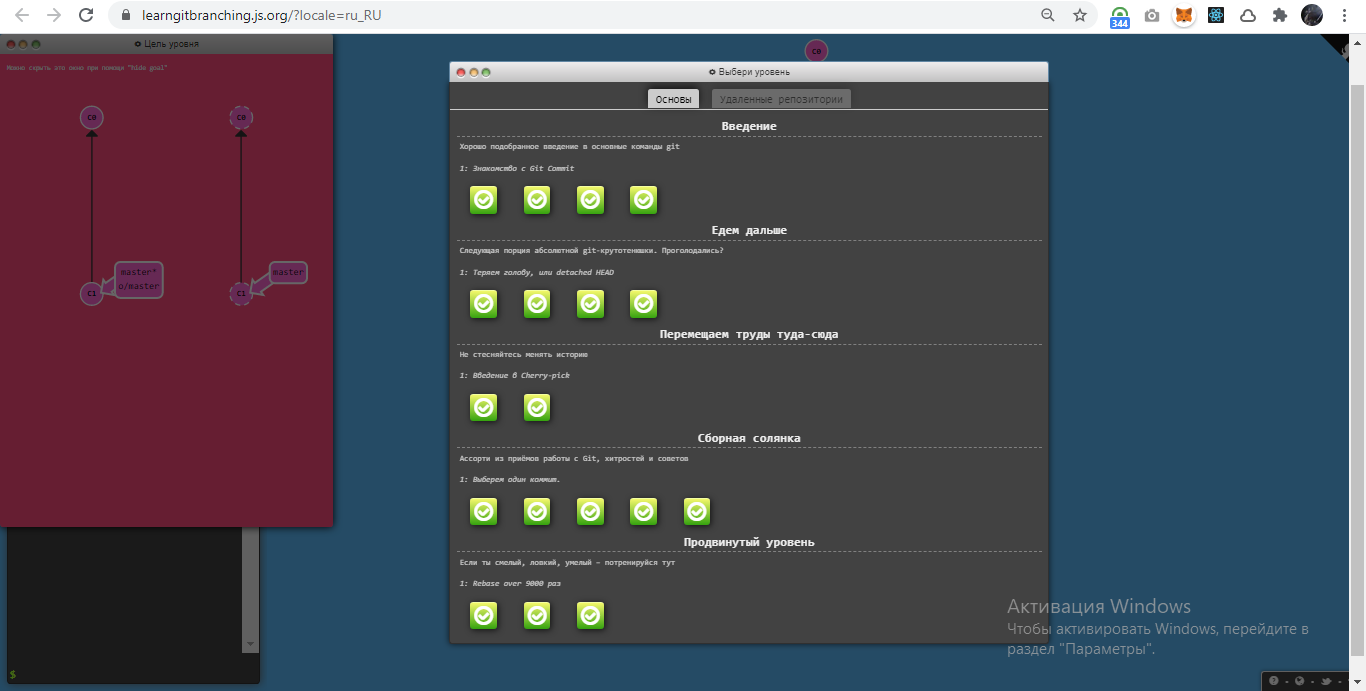 learngitbranching.js.org/?locale=ru_RU
344
Цель уровня
Можно скрыть это окно при помощи "hide goal"
C0
C0
C1
master*
o/master
C1
master
C0
Выбери уровень
Основы
Удаленные репозитории
Введение
Хорошо подобранное введение в основные команды git
1: Знакомство с Git Commit
Едем дальше
Следующая порция абсолютной git-крутотенюшки. Проголодались?
1: Теряем голову, или detached HEAD
Перемещаем труды туда-сюда
Не стесняйтесь менять историю
1: Введение в Cherry-pick
Сборная солянка
Ассорти из приёмов работы с Git, хитростей и советов
1: Выберем один коммит.
Продвинутый уровень
Если ты смелый, ловкий, умелый – потренируйся тут
1: Rebase over 9000 раз
Активация Windows
Чтобы активировать Windows, перейдите в
раздел "Параметры".
$